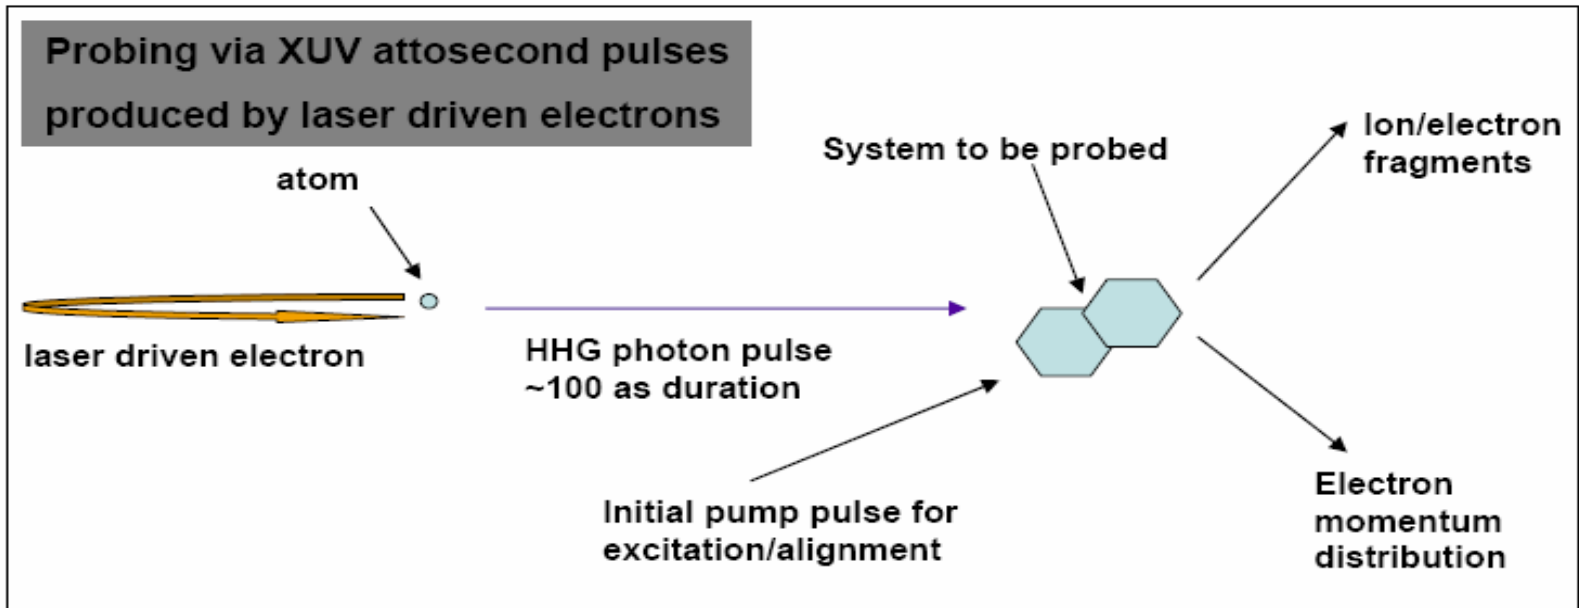 Probing via XUV attosecond pulses
produced by laser driven electrons
atom
System to be probed
Ion/electron
fragments
laser driven electron
HHG photon pulse
~100 as duration
Initial pump pulse for
excitation/alignment
Electron
momentum
distribution